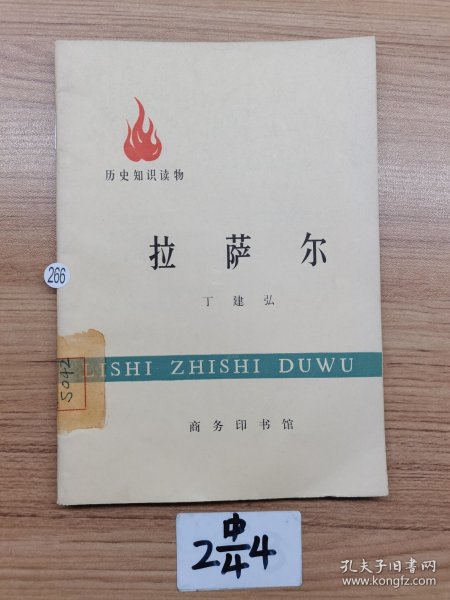 历史知识读物
拉萨尔
丁建弘
266
LISHI ZHISHI DUWU
5042
商务印书馆
中
2 4 4
孔夫子旧书网
www.kongfz.com